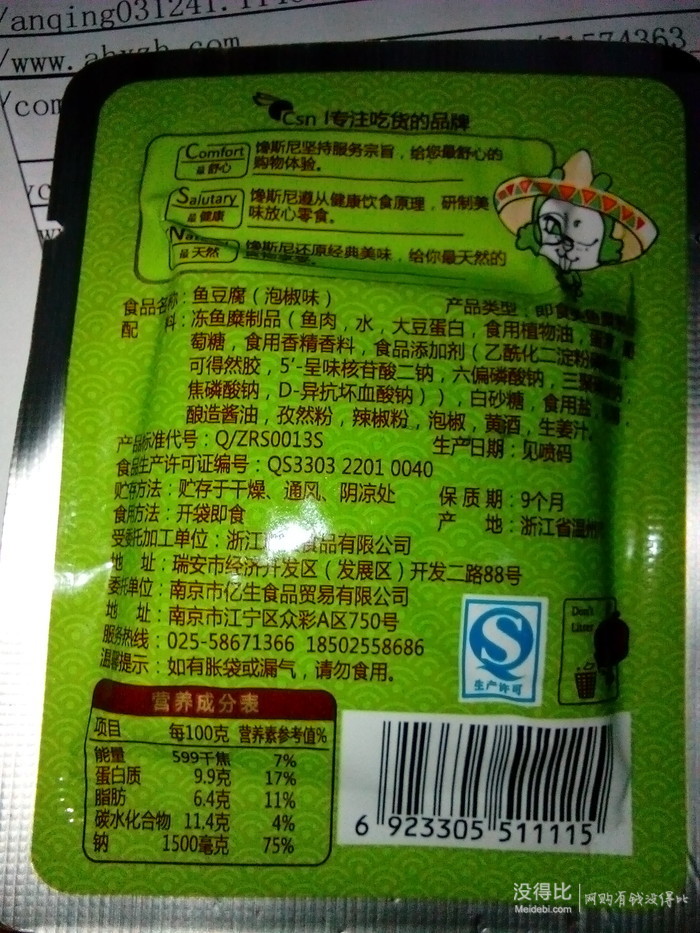 /anqing031241.1
/www.ahyzh.com
51574363
/com
Csn I专注吃货的品牌
Comfort
最舒心
馋斯尼坚持服务宗旨，给您最舒心的
购物体验。
Salutary
最健康
馋斯尼遵从健康饮食原理，研制美
味放心零食。
最天然
馋斯尼还原经典美味，给你最天然的
食品名称：鱼豆腐（泡椒味）
产品类型：即食
配 料：冻鱼糜制品（鱼肉，水，大豆蛋白，食用植物油，
萄糖，食用香精香料，食品添加剂（乙酰化二淀粉
可得然胶，5’-呈味核苷酸二钠，六偏磷酸钠，三聚
焦磷酸钠，D-异抗坏血酸钠）），白砂糖，食用盐
酿造酱油，孜然粉，辣椒粉，泡椒，黄酒，生姜汁
产品标准代号：Q/ZRS0013S
生产日期：见喷码
食品生产许可证编号：QS3303 2201 0040
贮存方法：贮存于干燥、通风、阴凉处
保 质 期：9个月
食用方法：开袋即食
产 地：浙江省温州
受委托加工单位：浙江 食品有限公司
地 址：瑞安市经济开发区（发展区）开发二路88号
委托单位：南京市亿生食品贸易有限公司
地 址：南京市江宁区众彩A区750号
服务热线：025-58671366 18502558686
温馨提示：如有胀袋或漏气，请勿食用。
生产许可
Don't
Litter
营养成分表
项目 每100克 营养素参考值%
能量 599千焦 7%
蛋白质 9.9克 17%
脂肪 6.4克 11%
碳水化合物 11.4克 4%
钠 1500毫克 75%
6 923305 511115
没得比
Meidebi.com
网购有钱没得比